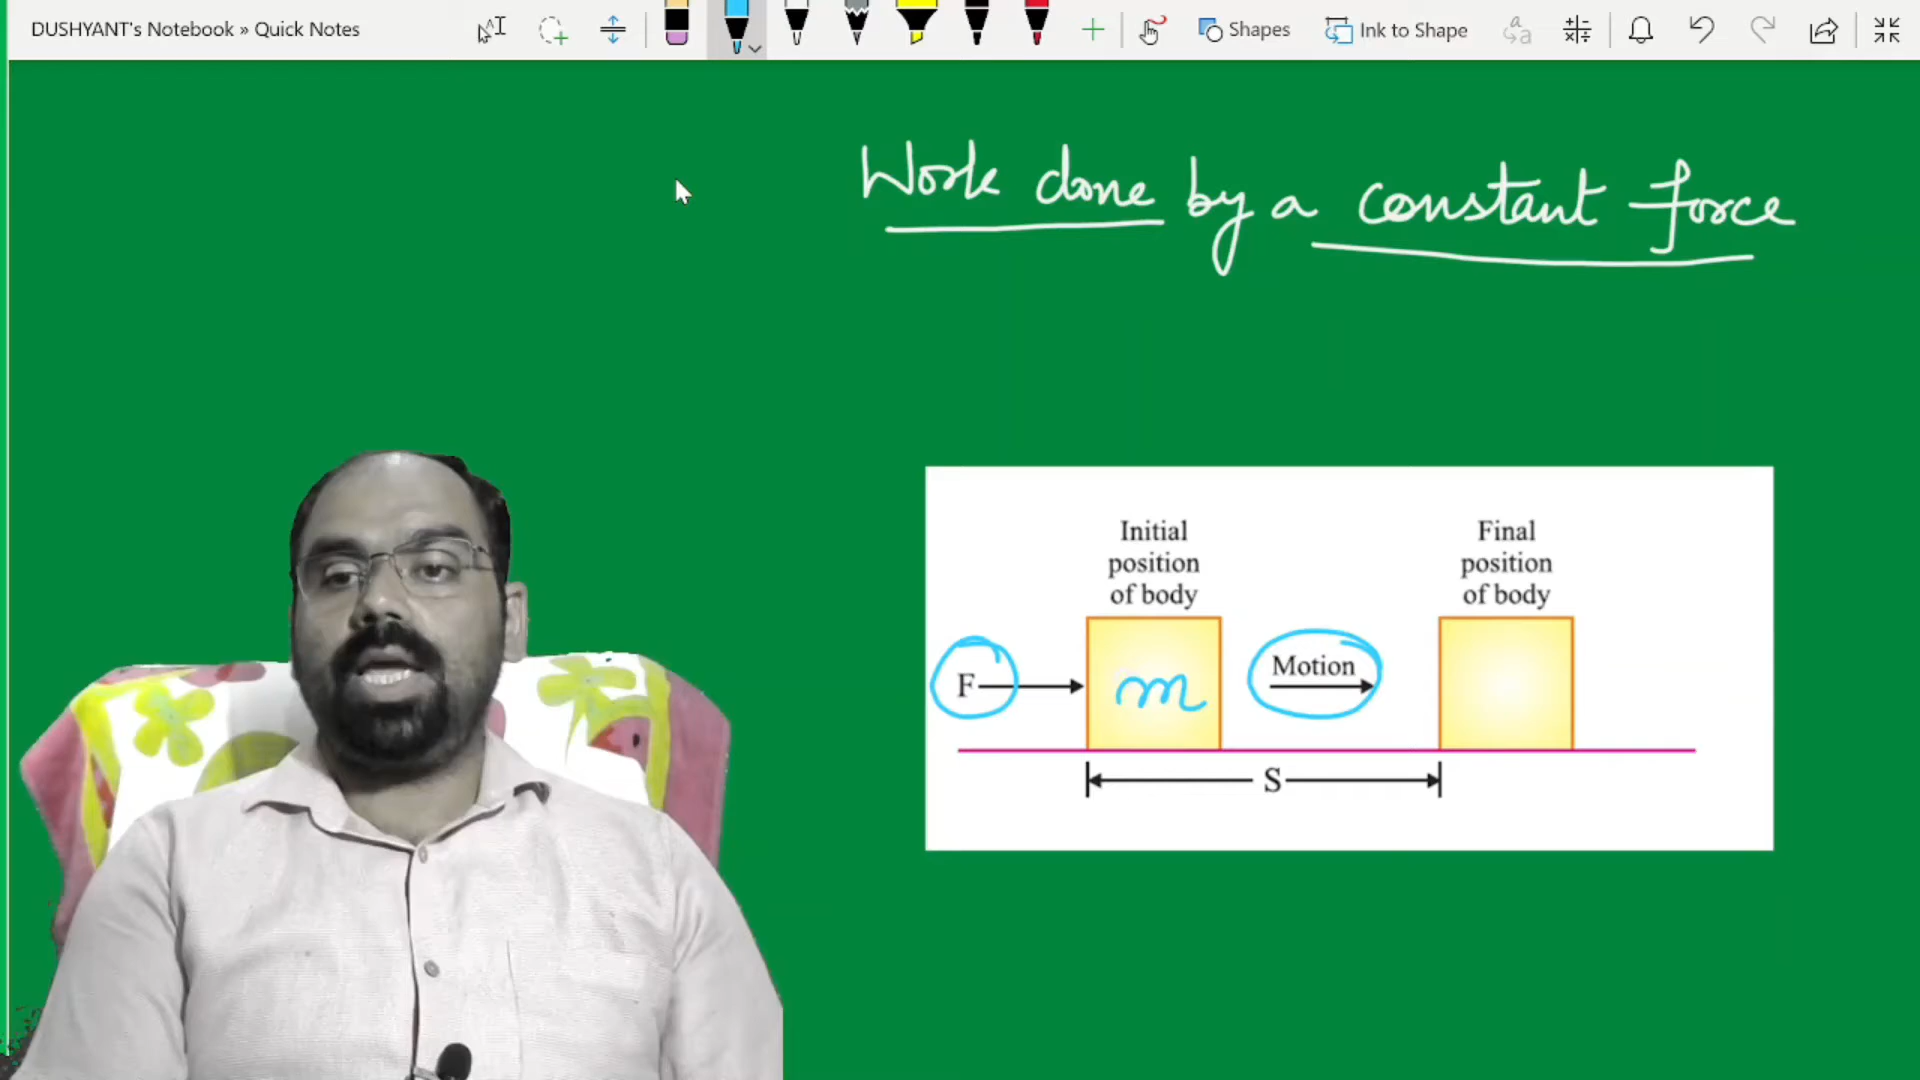 DUSHYANT's Notebook » Quick Notes
Shapes
Ink to Shape
Work done by a constant force
Initial
position
of body
Final
position
of body
F
m
Motion
S